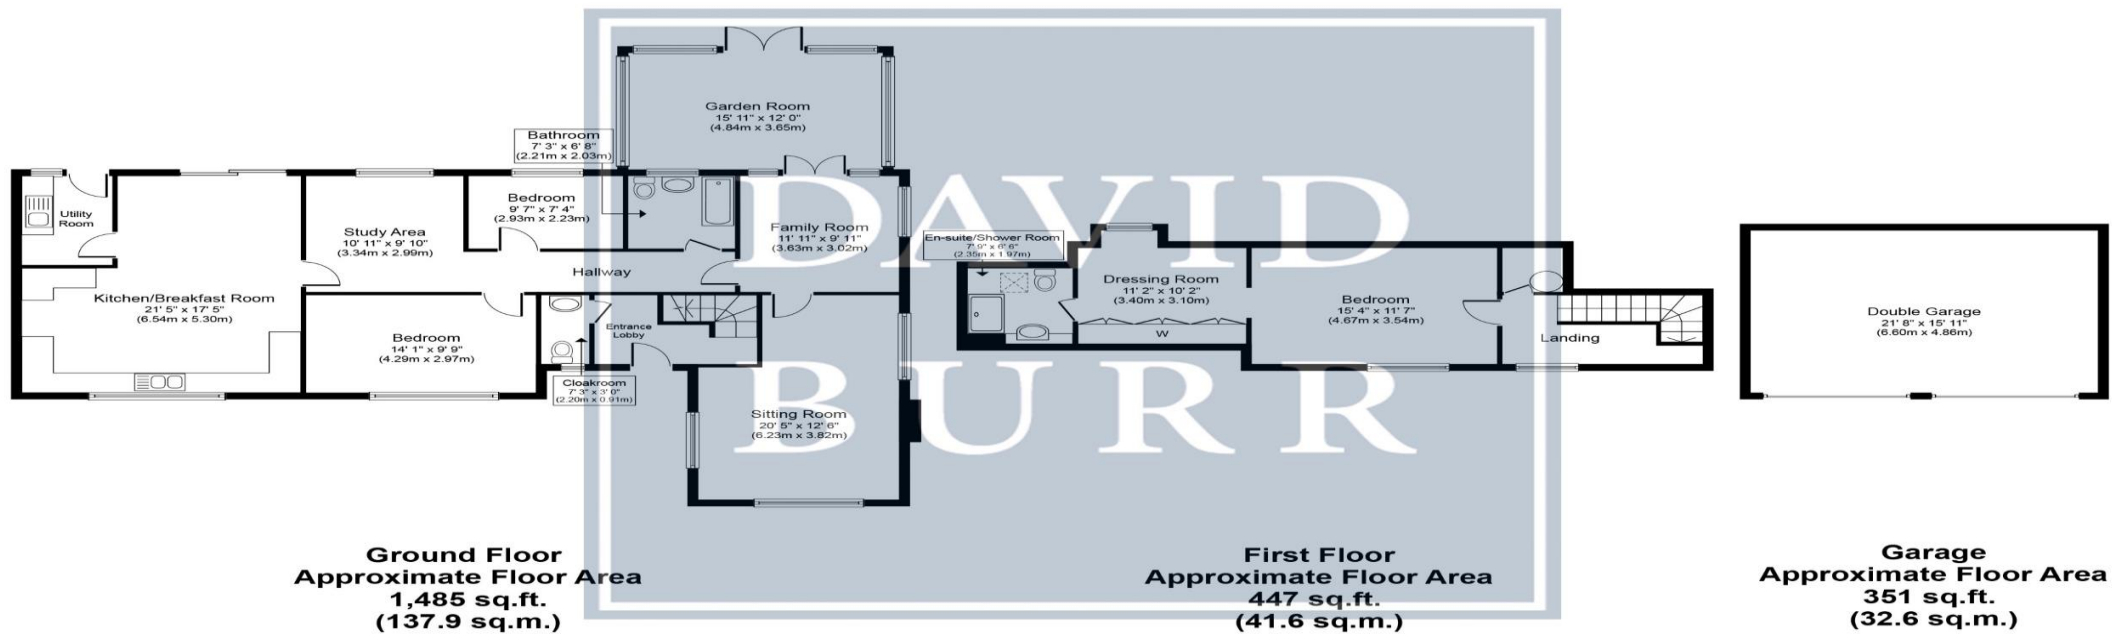 Garden Room
15' 11" x 12' 0"
(4.84m x 3.65m)
Bathroom
7' 3" x 6' 8"
(2.21m x 2.03m)
Utility
Room
Bedroom
9' 7" x 7' 4"
(2.93m x 2.23m)
Study Area
10' 11" x 9' 10"
(3.34m x 2.99m)
Family Room
11' 11" x 9' 11"
(3.63m x 3.02m)
Hallway
Kitchen/Breakfast Room
21' 5" x 17' 5"
(6.54m x 5.30m)
Bedroom
14' 1" x 9' 9"
(4.29m x 2.97m)
Entrance
Lobby
Cloakroom
7' 3" x 3' 0"
(2.20m x 0.91m)
Sitting Room
20' 5" x 12' 6"
(6.23m x 3.82m)
Ground Floor
Approximate Floor Area
1,485 sq.ft.
(137.9 sq.m.)
DAVID
BURR
En-suite/Shower Room
7' 9" x 6' 6"
(2.35m x 1.97m)
Dressing Room
11' 2" x 10' 2"
(3.40m x 3.10m)
W
Bedroom
15' 4" x 11' 7"
(4.67m x 3.54m)
Landing
First Floor
Approximate Floor Area
447 sq.ft.
(41.6 sq.m.)
Double Garage
21' 8" x 15' 11"
(6.60m x 4.86m)
Garage
Approximate Floor Area
351 sq.ft.
(32.6 sq.m.)